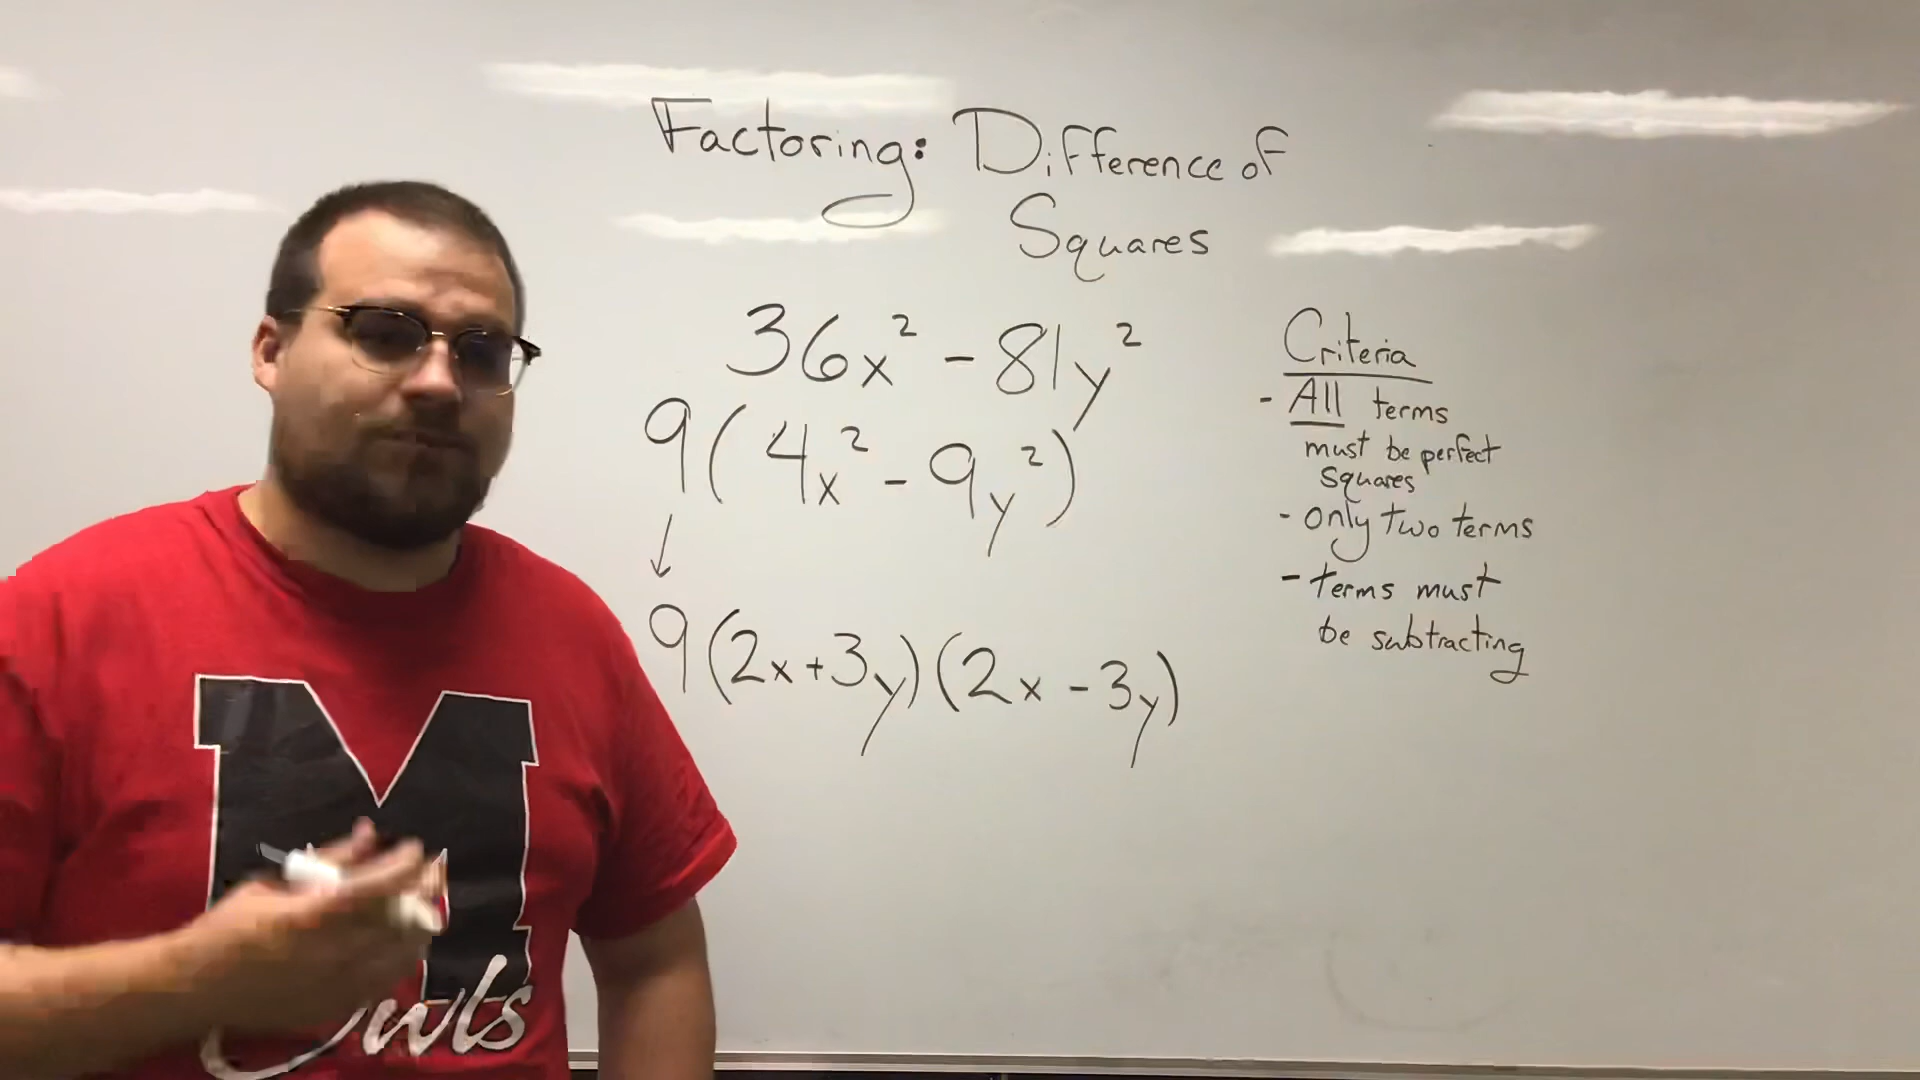 Factoring: Difference of
Squares
36x² - 81y²
9(4x² - 9y²)
↓
9(2x+3y)(2x - 3y)
Criteria
- All terms
must be perfect
squares
- only two terms
- terms must
be subtracting
M
Owls